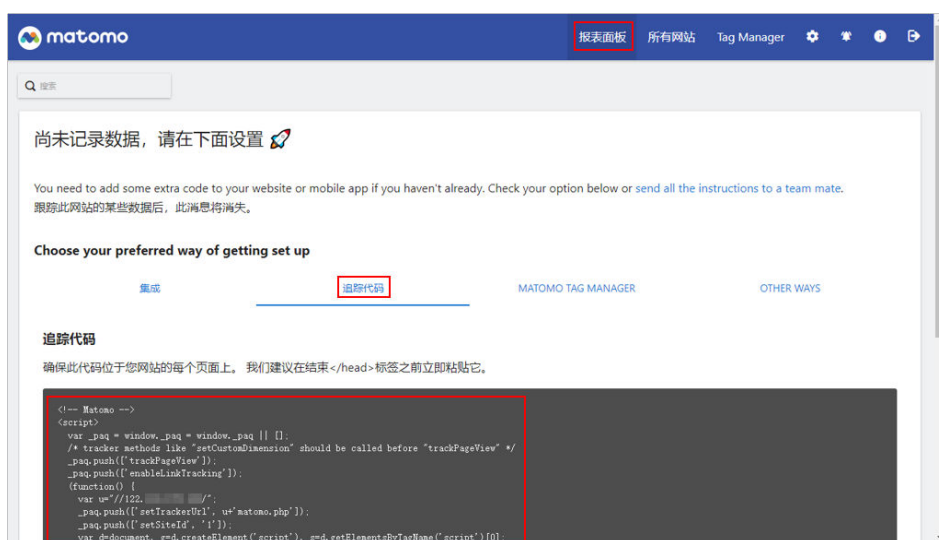 matomo
报表面板 所有网站 Tag Manager
搜索
尚未记录数据，请在下面设置 🚀
You need to add some extra code to your website or mobile app if you haven't already. Check your option below or send all the instructions to a team mate.
跟踪此网站的某些数据后，此消息将消失。
Choose your preferred way of getting set up
集成 追踪代码 MATOMO TAG MANAGER OTHER WAYS
追踪代码
确保此代码位于您网站的每个页面上。 我们建议在结束</head>标签之前立即粘贴它。
<!-- Matomo -->
<script>
var _paq = window._paq = window._paq || [];
/* tracker methods like "setCustomDimension" should be called before "trackPageView" */
_paq.push(['trackPageView']);
_paq.push(['enableLinkTracking']);
(function() {
var u="//122. /";
_paq.push(['setTrackerUrl', u+'matomo.php']);
_paq.push(['setSiteId', '1']);
var d=document, g=d.createElement('script'), s=d.getElementsByTagName('script')[0];